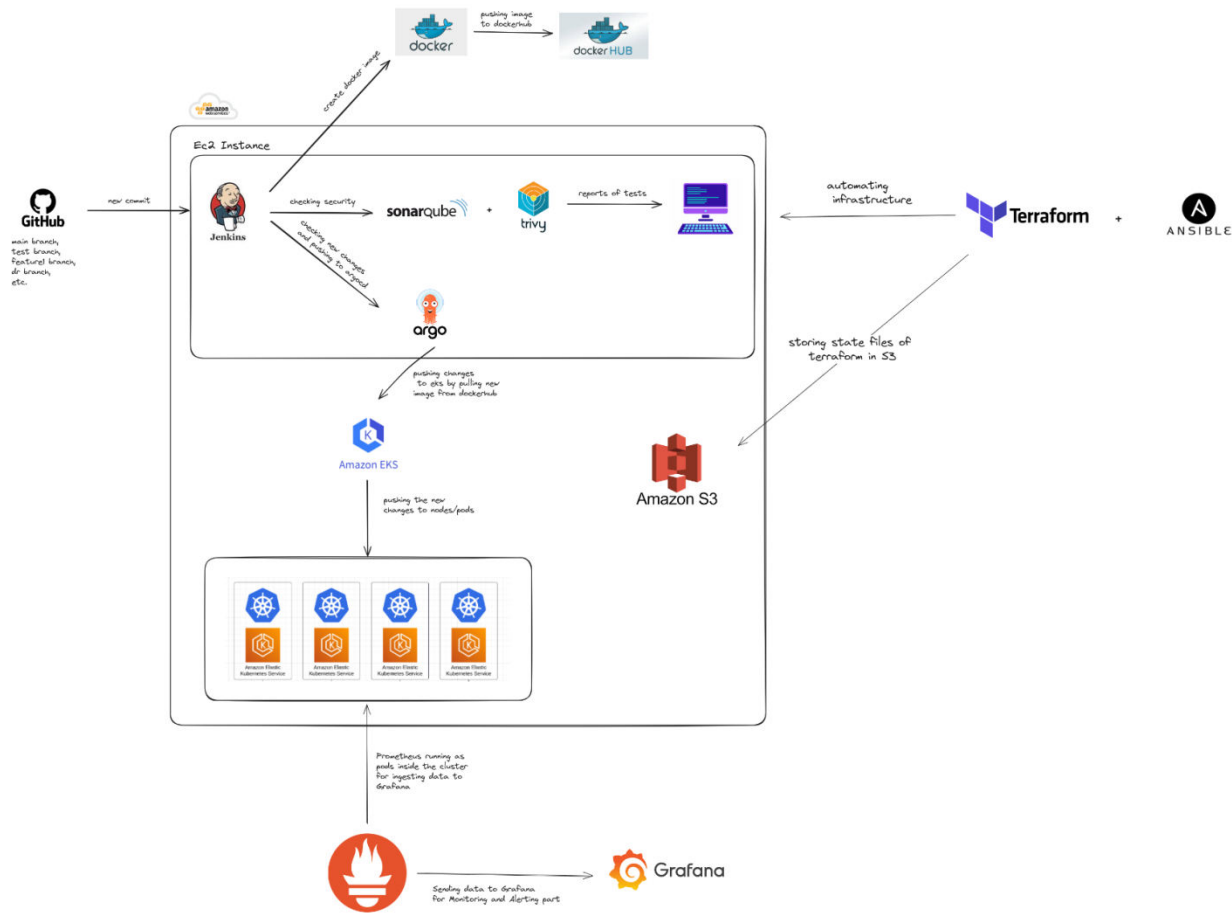 pushing image
to dockerhub
docker
docker HUB
create docker image
amazon
webservices
Ec2 Instance
GitHub
new commit
Jenkins
checking security
sonarqube
+
trivy
reports of tests
automating
infrastructure
Terraform
+
A
ANSIBLE
main branch,
test branch,
feature1 branch,
dr branch,
etc.
checking new changes
and pushing to argocd
argo
storing state files of
terraform in S3
pushing changes
to eks by pulling new
image from dockerhub
K
Amazon EKS
Amazon S3
pushing the new
changes to nodes/pods
K
Amazon Elastic
Kubernetes Service
K
Amazon Elastic
Kubernetes Service
K
Amazon Elastic
Kubernetes Service
K
Amazon Elastic
Kubernetes Service
Prometheus running as
pods inside the cluster
for ingesting data to
Grafana
Grafana
Sending data to Grafana
for Monitoring and Alerting part